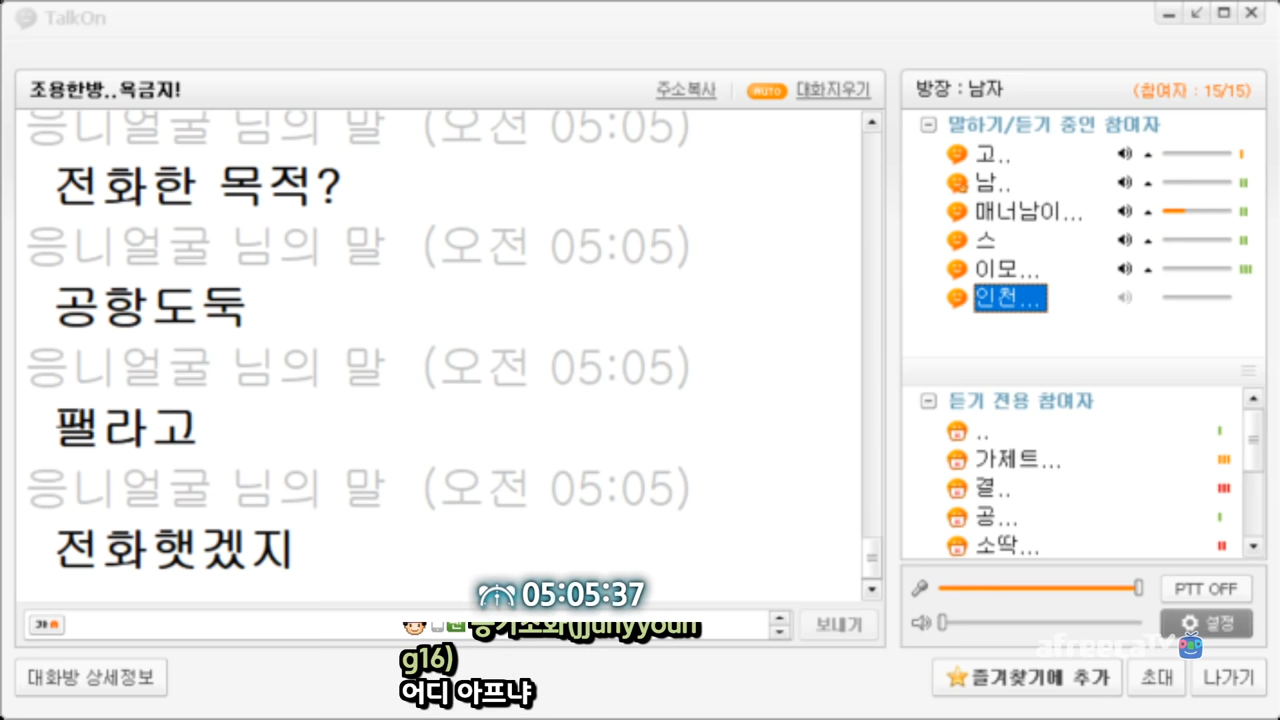 TalkOn
조용한방..욕금지!
주소복사
AUTO
대화지우기
응니얼굴 님의 말 (오전 05:05)
전화한 목적?
응니얼굴 님의 말 (오전 05:05)
공항도둑
응니얼굴 님의 말 (오전 05:05)
팰라고
응니얼굴 님의 말 (오전 05:05)
전화햇겠지
05:05:37
가
보내기
g16)
어디 아프냐
대화방 상세정보
방장 : 남자
(참여자 : 15/15)
말하기/듣기 중인 참여자
고..
남..
매너남이...
스
이모...
인천...
듣기 전용 참여자
..
가제트...
결..
공...
소딱...
PTT OFF
설정
afreecaTV
즐겨찾기에 추가
초대
나가기